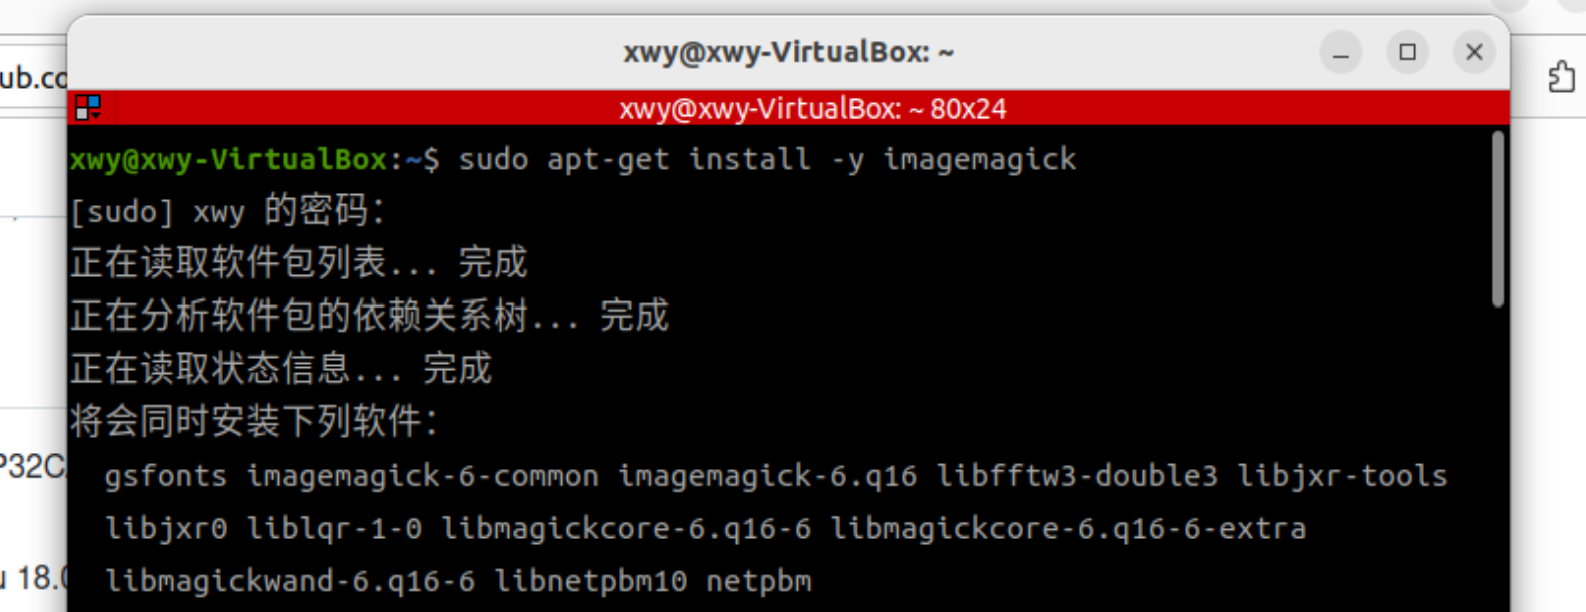 xwy@xwy-VirtualBox: ~
ub.co
xwy@xwy-VirtualBox: ~ 80x24
xwy@xwy-VirtualBox:~$ sudo apt-get install -y imagemagick
[sudo] xwy 的密码：
正在读取软件包列表... 完成
正在分析软件包的依赖关系树... 完成
正在读取状态信息... 完成
将会同时安装下列软件：
P32C
gsfonts imagemagick-6-common imagemagick-6.q16 libfftw3-double3 libjxr-tools
libjxr0 liblqr-1-0 libmagickcore-6.q16-6 libmagickcore-6.q16-6-extra
u 18.0
libmagickwand-6.q16-6 libnetpbm10 netpbm